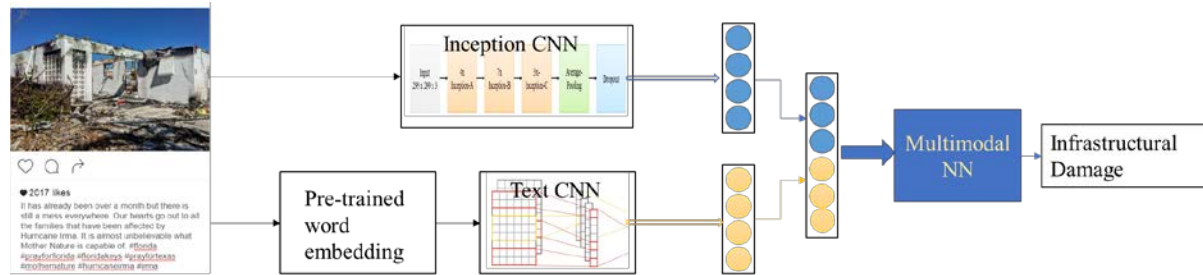 Inception CNN
Input
299 x 299 x 3
4x
Inception-A
7x
Inception-B
3x
Inception-C
Average-
Pooling
Dropout
2017 likes
It has already been over a month but there is
still a mess everywhere. Our hearts go out to all
the families that have been affected by
Hurricane Irma. It is almost unbelievable what
Mother Nature is capable of. #florida
#prayforflorida #floridakeys #prayfortexas
#mothernature #hurricaneirma #irma
Pre-trained
word
embedding
Text CNN
Multimodal
NN
Infrastructural
Damage